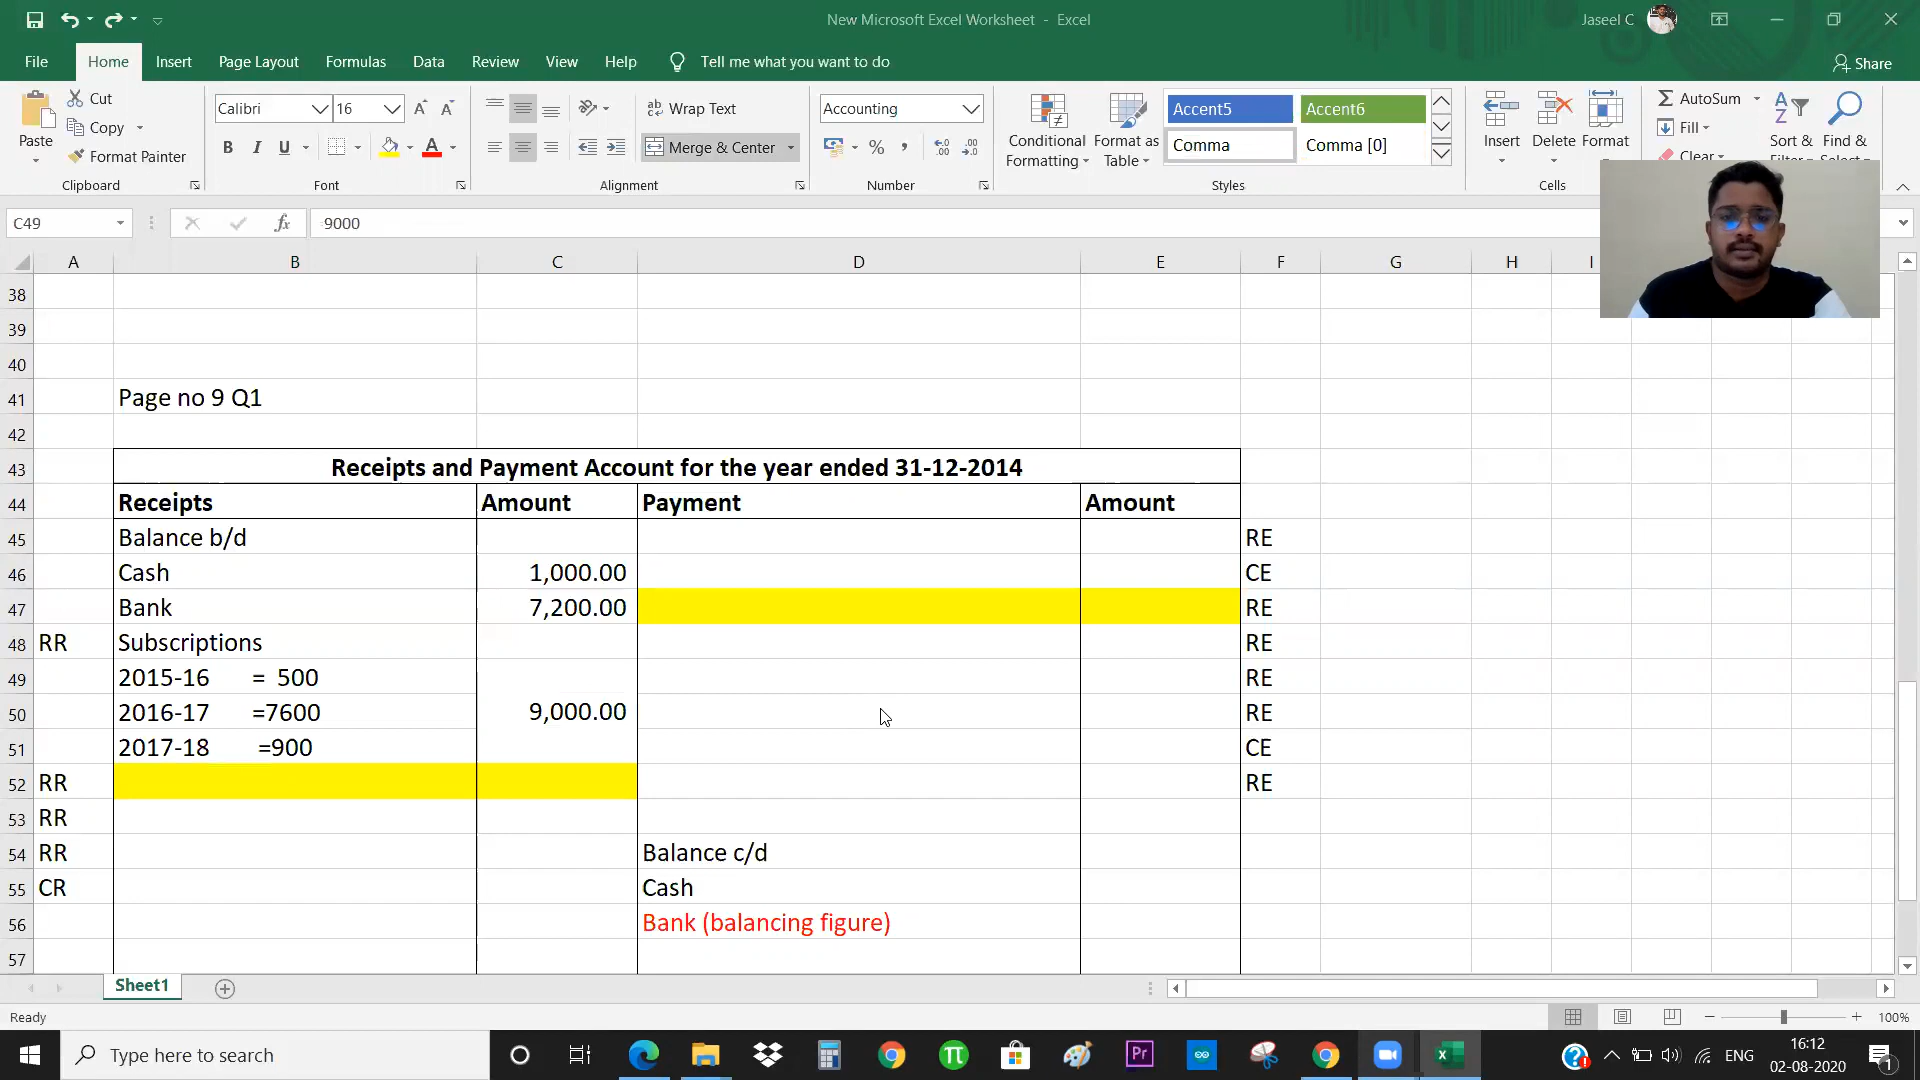 New Microsoft Excel Worksheet - Excel
Jaseel C
File Home Insert Page Layout Formulas Data Review View Help Tell me what you want to do
Share
Cut
Copy
Format Painter
Paste
Clipboard
Calibri 16
B I U
Font
Wrap Text
Merge & Center
Alignment
Accounting
Number
Conditional Formatting
Format as Table
Accent5 Accent6
Comma Comma [0]
Styles
Insert Delete Format
Cells
AutoSum
Fill
Clear
Sort &
Find &
C49
fx
9000
A B C D E F G H I
38
39
40
41 Page no 9 Q1
42
43 Receipts and Payment Account for the year ended 31-12-2014
44 Receipts Amount Payment Amount
45 Balance b/d RE
46 Cash 1,000.00 CE
47 Bank 7,200.00 RE
48 RR Subscriptions RE
49 2015-16 = 500 RE
50 2016-17 =7600 9,000.00 RE
51 2017-18 =900 CE
52 RR RE
53 RR
54 RR Balance c/d
55 CR Cash
56 Bank (balancing figure)
57
Sheet1
Ready
100%
Type here to search
Pr
ENG
16:12
02-08-2020
1